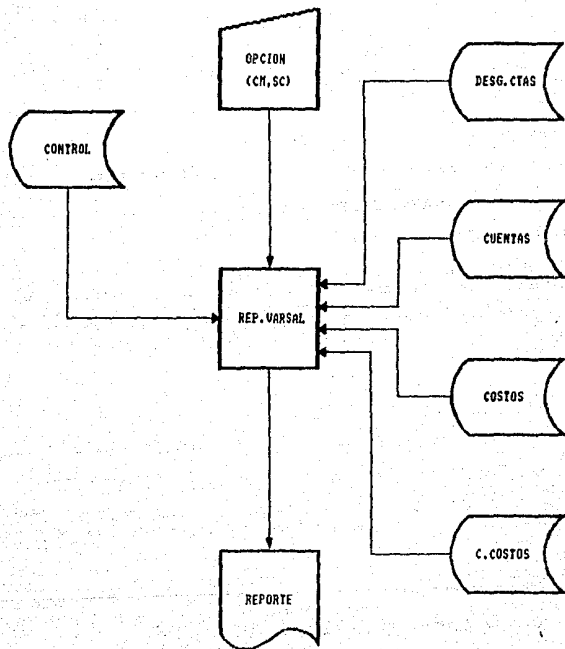 OPCION
(CM,SC)
DESG.CTAS
CONTROL
CUENTAS
REP.VARSAL
COSTOS
C.COSTOS
REPORTE